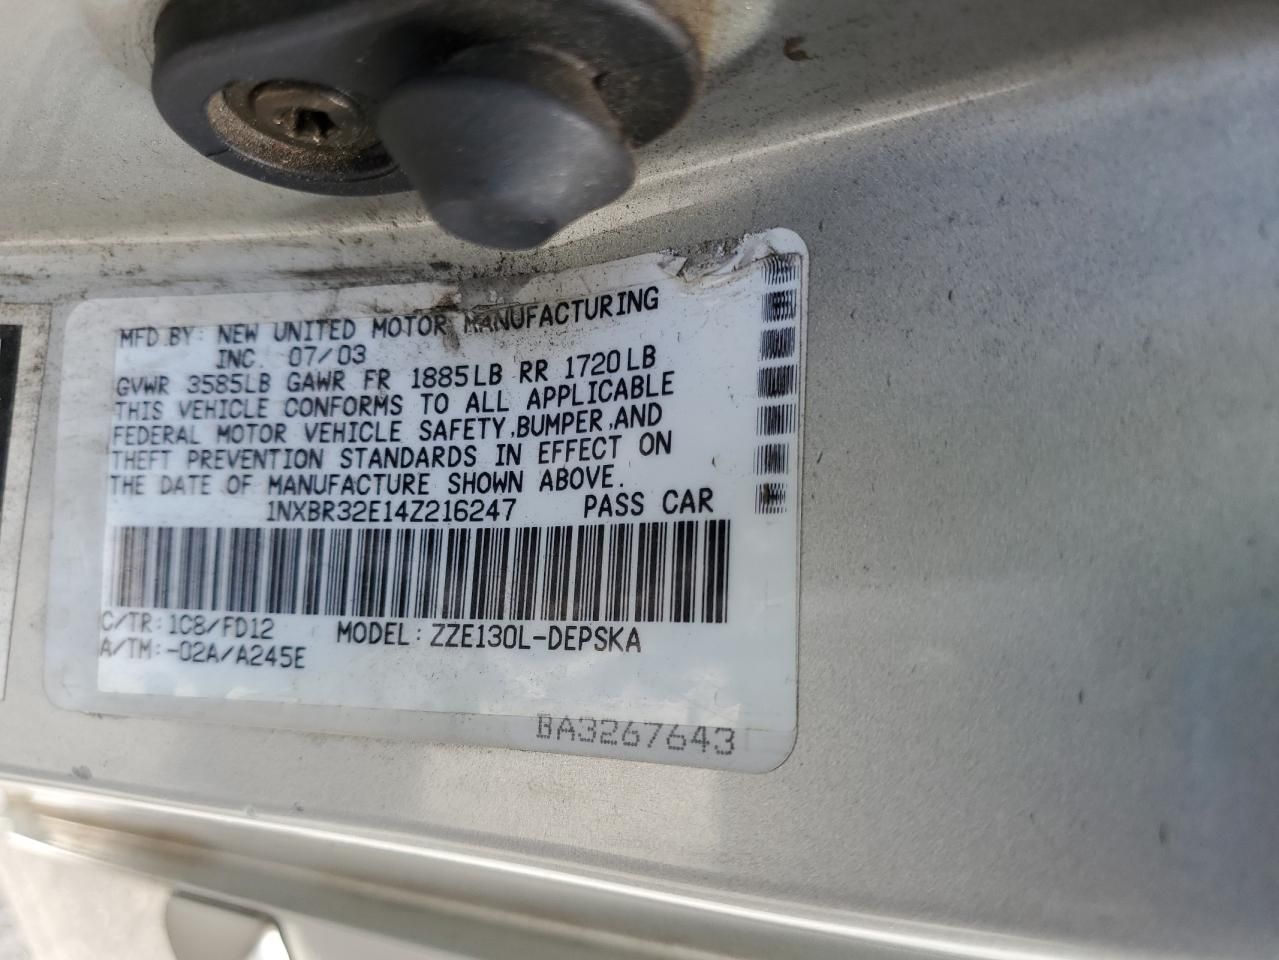 MFD.BY: NEW UNITED MOTOR MANUFACTURING
INC. 07/03
GVWR 3585LB GAWR FR 1885LB RR 1720LB
THIS VEHICLE CONFORMS TO ALL APPLICABLE
FEDERAL MOTOR VEHICLE SAFETY,BUMPER,AND
THEFT PREVENTION STANDARDS IN EFFECT ON
THE DATE OF MANUFACTURE SHOWN ABOVE.
1NXBR32E14Z216247 PASS CAR
C/TR:1C8/FD12 MODEL:ZZE130L-DEPSKA
A/TM:-02A/A245E
BA3267643